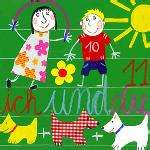 10
11
ich und du
+ +